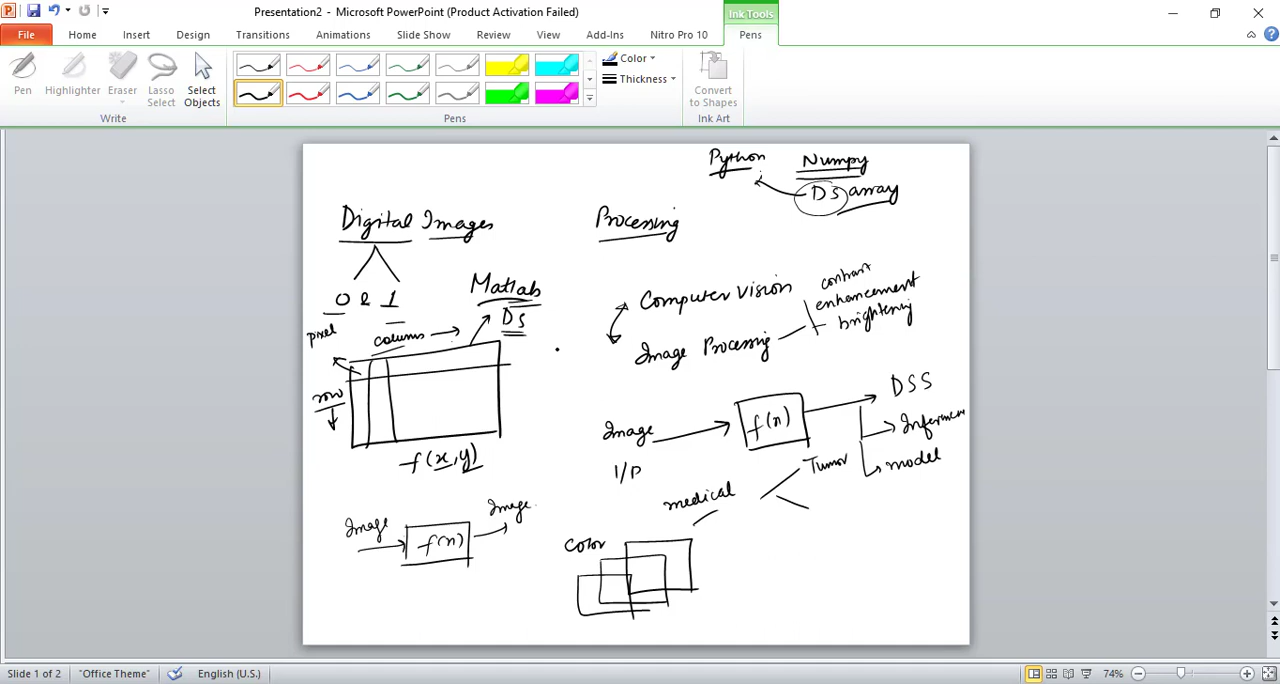 Presentation2 - Microsoft PowerPoint (Product Activation Failed)
Ink Tools
File Home Insert Design Transitions Animations Slide Show Review View Add-Ins Nitro Pro 10 Pens
Pen Highlighter Eraser Lasso Select Select Objects
Color
Thickness
Convert to Shapes
Write Pens Ink Art
Python Numpy
DS array
Digital Images Processing
0 & 1
Matlab
DS
pixel
columns
row
f(x,y)
Computer Vision
Image Processing
contrast
enhancement
brightening
Image
I/P
f(x)
DSS
Inference
model
medical
Tumor
Image
f(x)
Image
Color
Slide 1 of 2 "Office Theme" English (U.S.) 74%